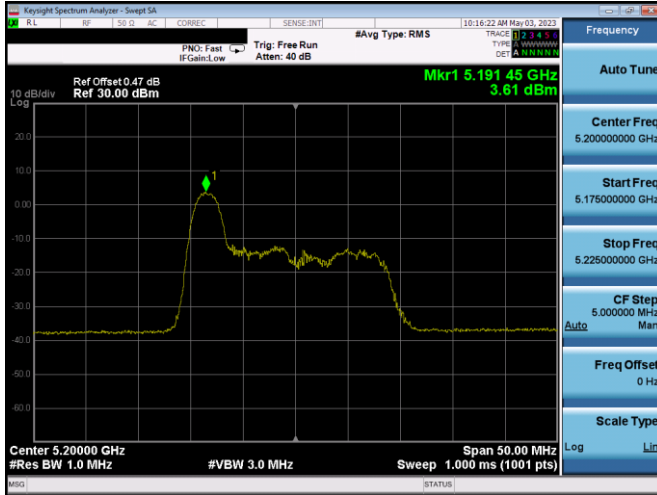 Keysight Spectrum Analyzer - Swept SA
RL RF 50 Ω AC CORREC SENSE:INT 10:16:22 AM May 03, 2023
#Avg Type: RMS
TRACE 1 2 3 4 5 6
TYPE A WWWWW
DET A N N N N N
PNO: Fast
IFGain:Low
Trig: Free Run
Atten: 40 dB
Frequency
Auto Tune
Center Freq
5.200000000 GHz
Start Freq
5.175000000 GHz
Stop Freq
5.225000000 GHz
CF Step
5.000000 MHz
Auto Man
Freq Offset
0 Hz
Scale Type
Log Lin
Mkr1 5.191 45 GHz
3.61 dBm
Ref Offset 0.47 dB
10 dB/div Ref 30.00 dBm
Log
20.0
10.0
1
0.00
-10.0
-20.0
-30.0
-40.0
-50.0
-60.0
Center 5.20000 GHz Span 50.00 MHz
#Res BW 1.0 MHz #VBW 3.0 MHz Sweep 1.000 ms (1001 pts)
MSG STATUS